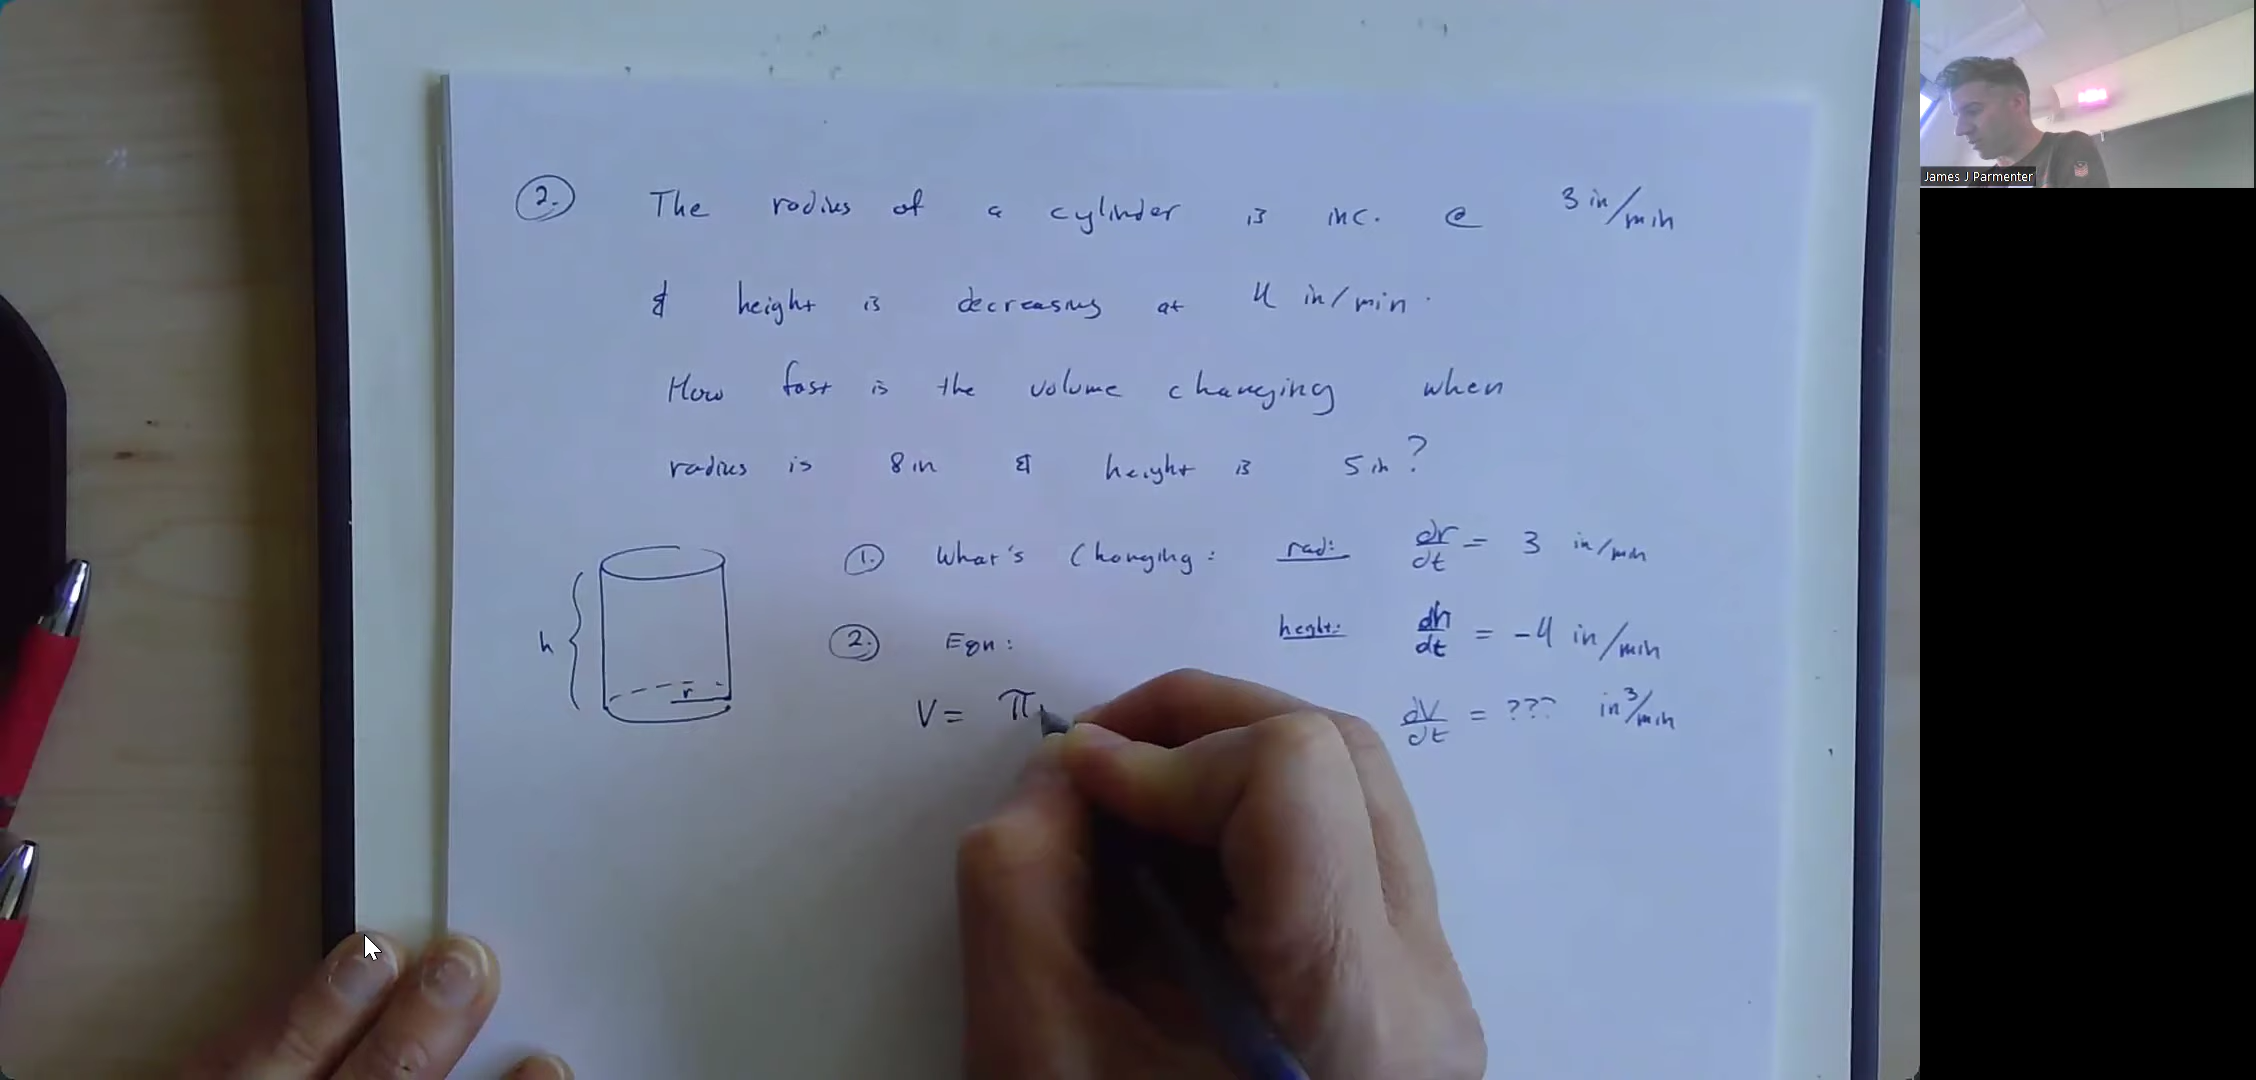 2. The radius of a cylinder is inc. @ 3 in/min
& height is decreasing at 4 in/min.
How fast is the volume changing when
radius is 8 in & height is 5 in?
1. What's Changing: rad: dr/dt = 3 in/min
2. Eqn: height: dh/dt = -4 in/min
V = π dV/dt = ??? in³/min
h
r
James J Parmenter